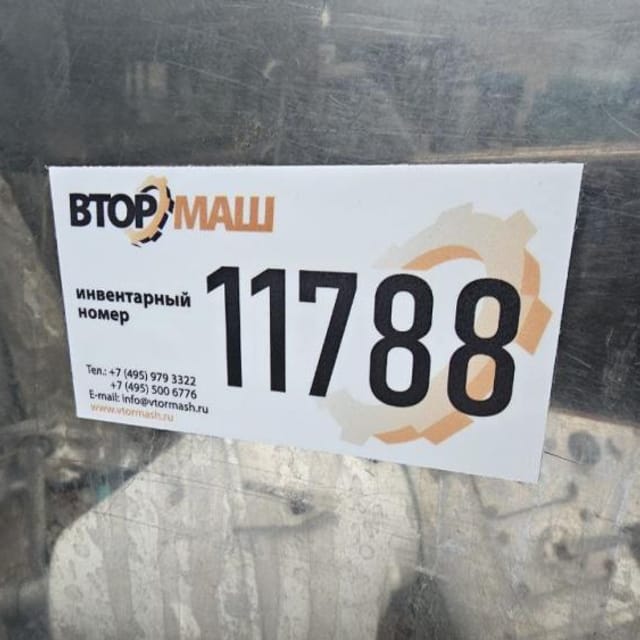 ВТОРМАШ
инвентарный
номер
11788
Тел.: +7 (495) 979 3322
+7 (495) 500 6776
E-mail: info@vtormash.ru
www.vtormash.ru